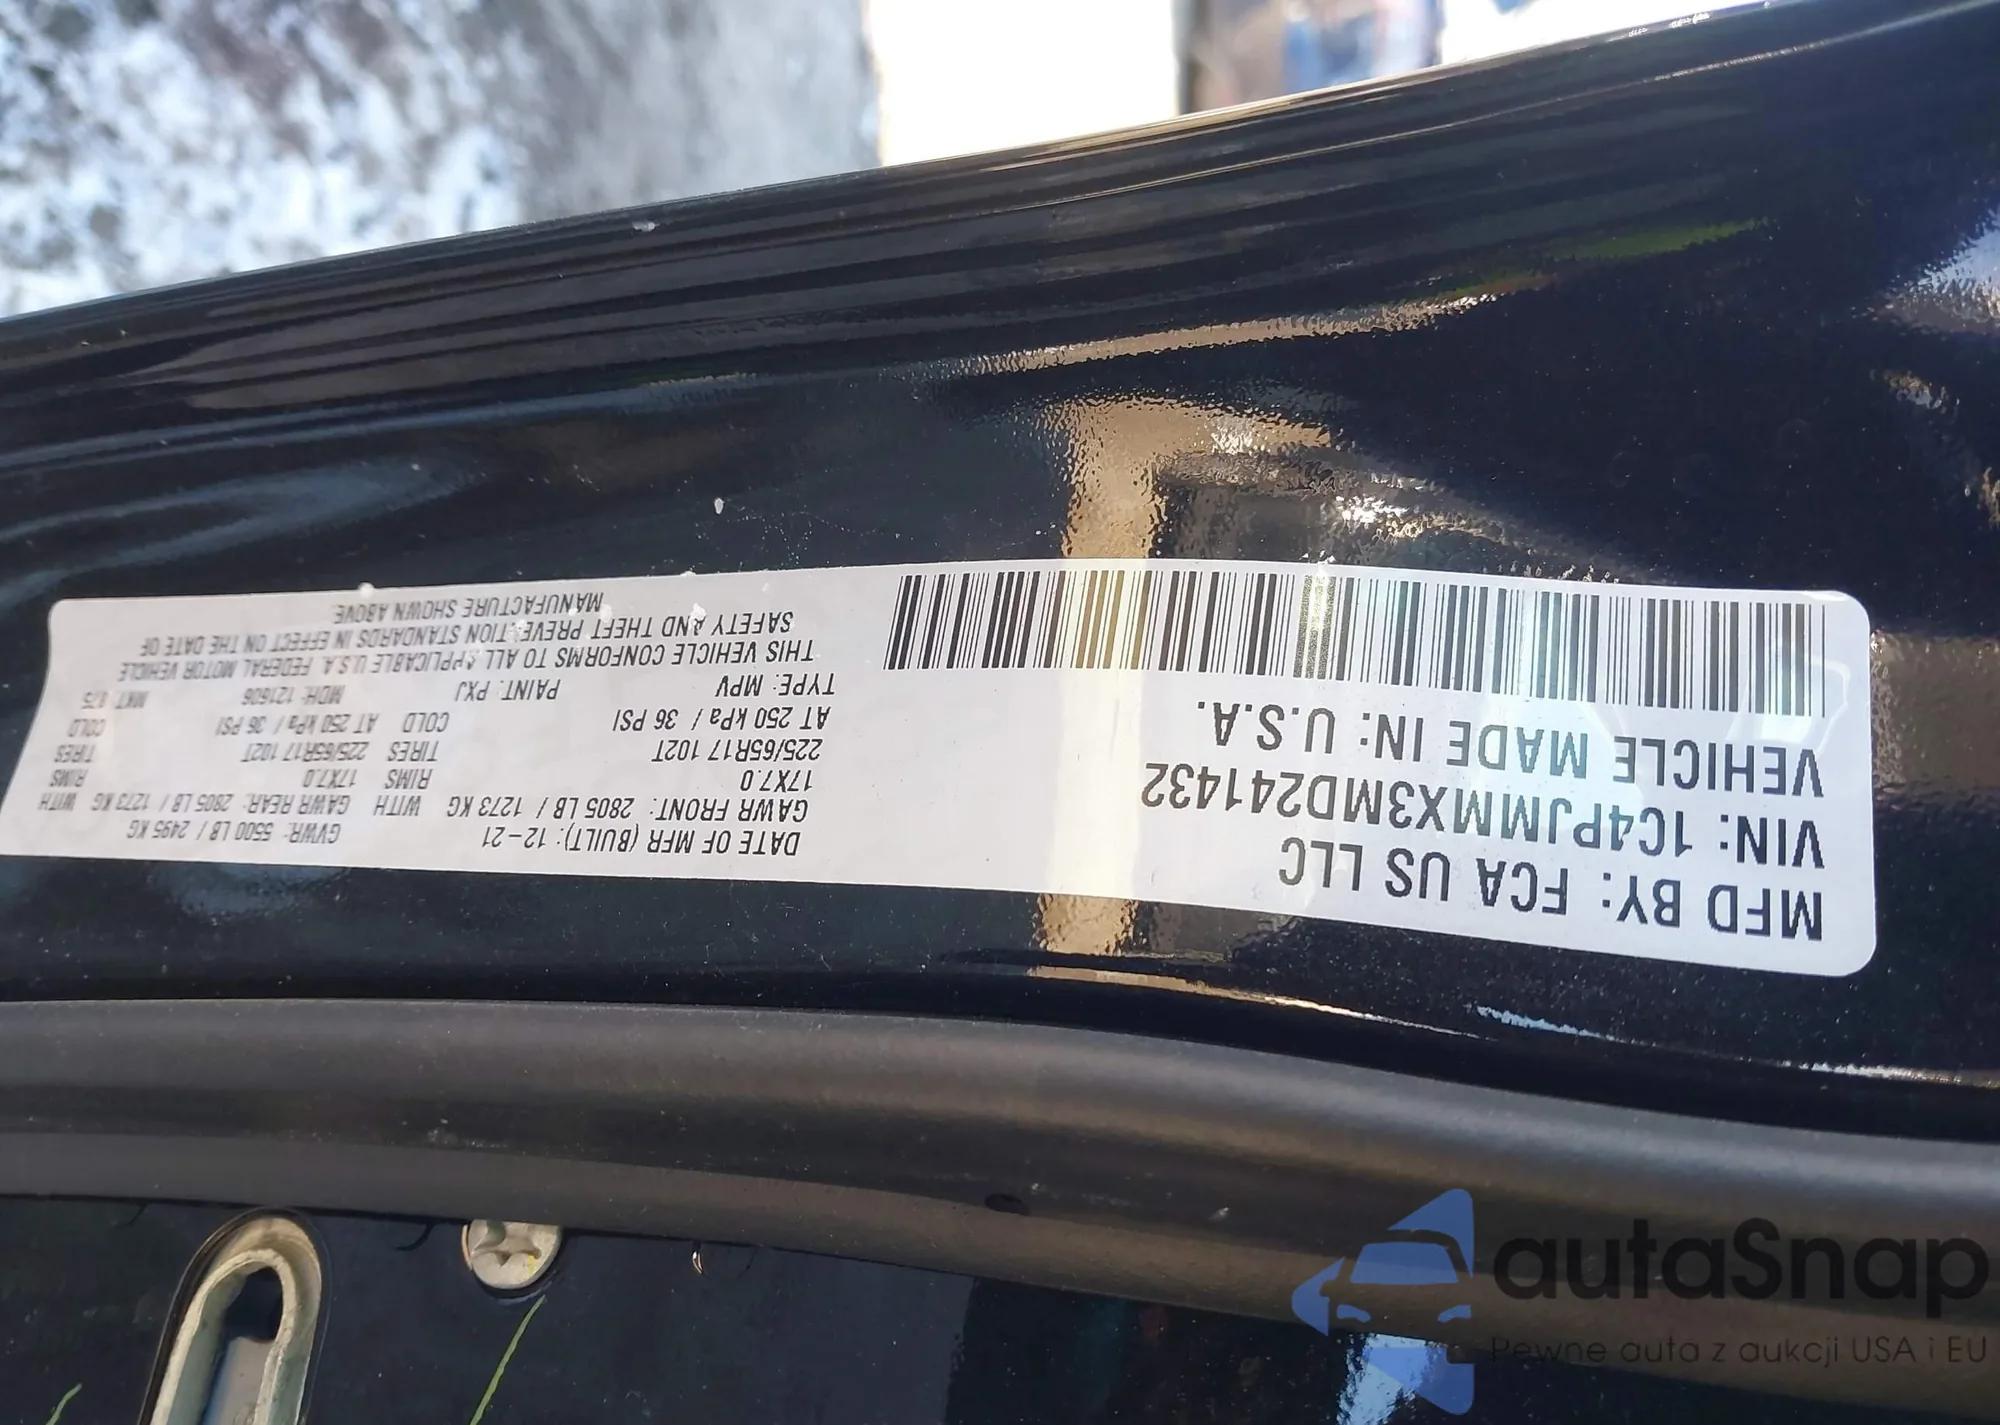 MFD BY: FCA US LLC
VIN: 1C4PJMMX3MD241432
VEHICLE MADE IN: U.S.A.
DATE OF MFR (BUILT): 12-21 GVWR: 5500 LB / 2495 KG
GAWR FRONT: 2805 LB / 1273 KG WITH GAWR REAR: 2805 LB / 1273 KG WITH
17X7.0 RIMS 17X7.0 RIMS
225/65R17 102T TIRES 225/65R17 102T TIRES
AT 250 kPa / 36 PSI COLD AT 250 kPa / 36 PSI COLD
TYPE: MPV PAINT: PXJ MDH: 121606 MKT
THIS VEHICLE CONFORMS TO ALL APPLICABLE U.S.A. FEDERAL MOTOR VEHICLE
SAFETY AND THEFT PREVENTION STANDARDS IN EFFECT ON THE DATE OF
MANUFACTURE SHOWN ABOVE.
autaSnap
Pewne auta z aukcji USA i EU